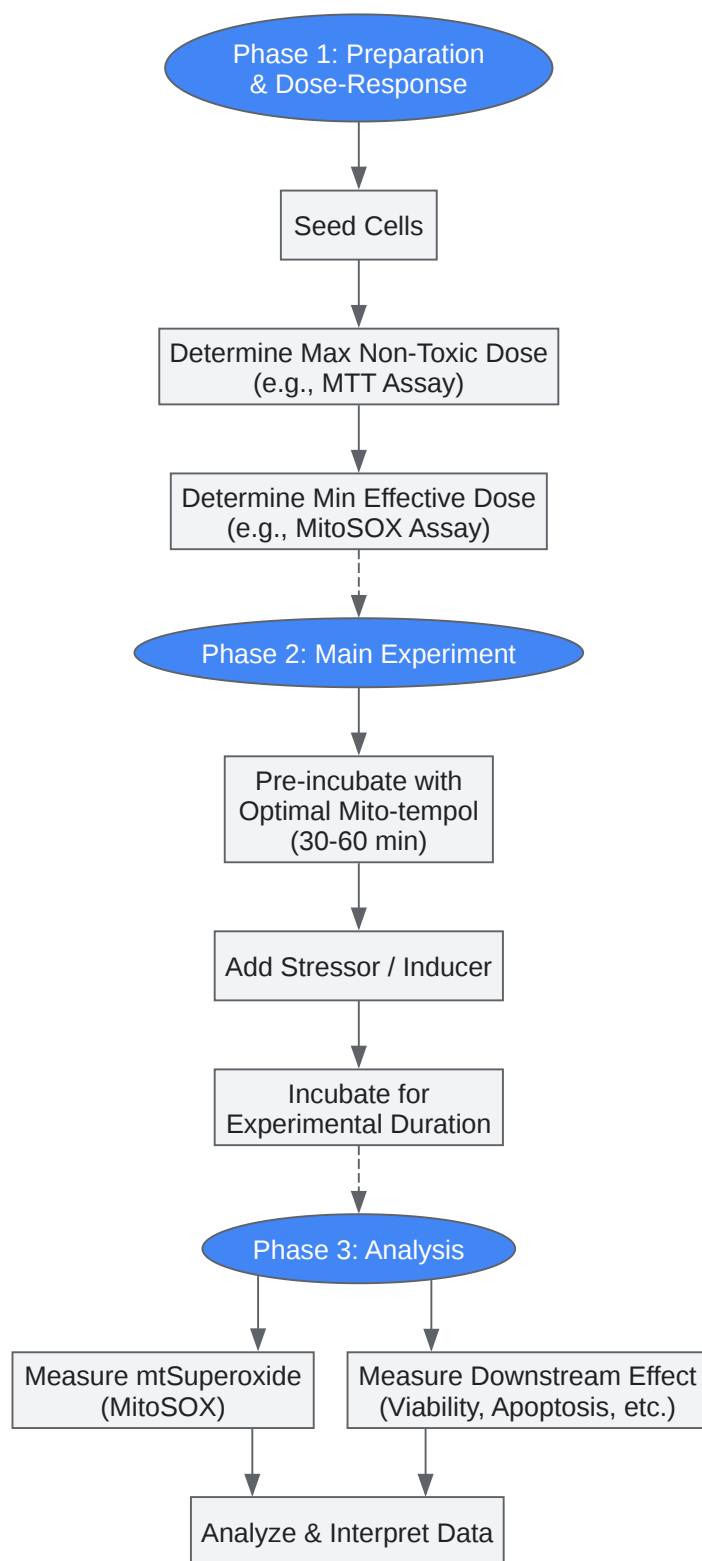 Phase 1: Preparation
& Dose-Response
Seed Cells
Determine Max Non-Toxic Dose
(e.g., MTT Assay)
Determine Min Effective Dose
(e.g., MitoSOX Assay)
Phase 2: Main Experiment
Pre-incubate with
Optimal Mito-tempol
(30-60 min)
Add Stressor / Inducer
Incubate for
Experimental Duration
Phase 3: Analysis
Measure mtSuperoxide
(MitoSOX)
Measure Downstream Effect
(Viability, Apoptosis, etc.)
Analyze & Interpret Data